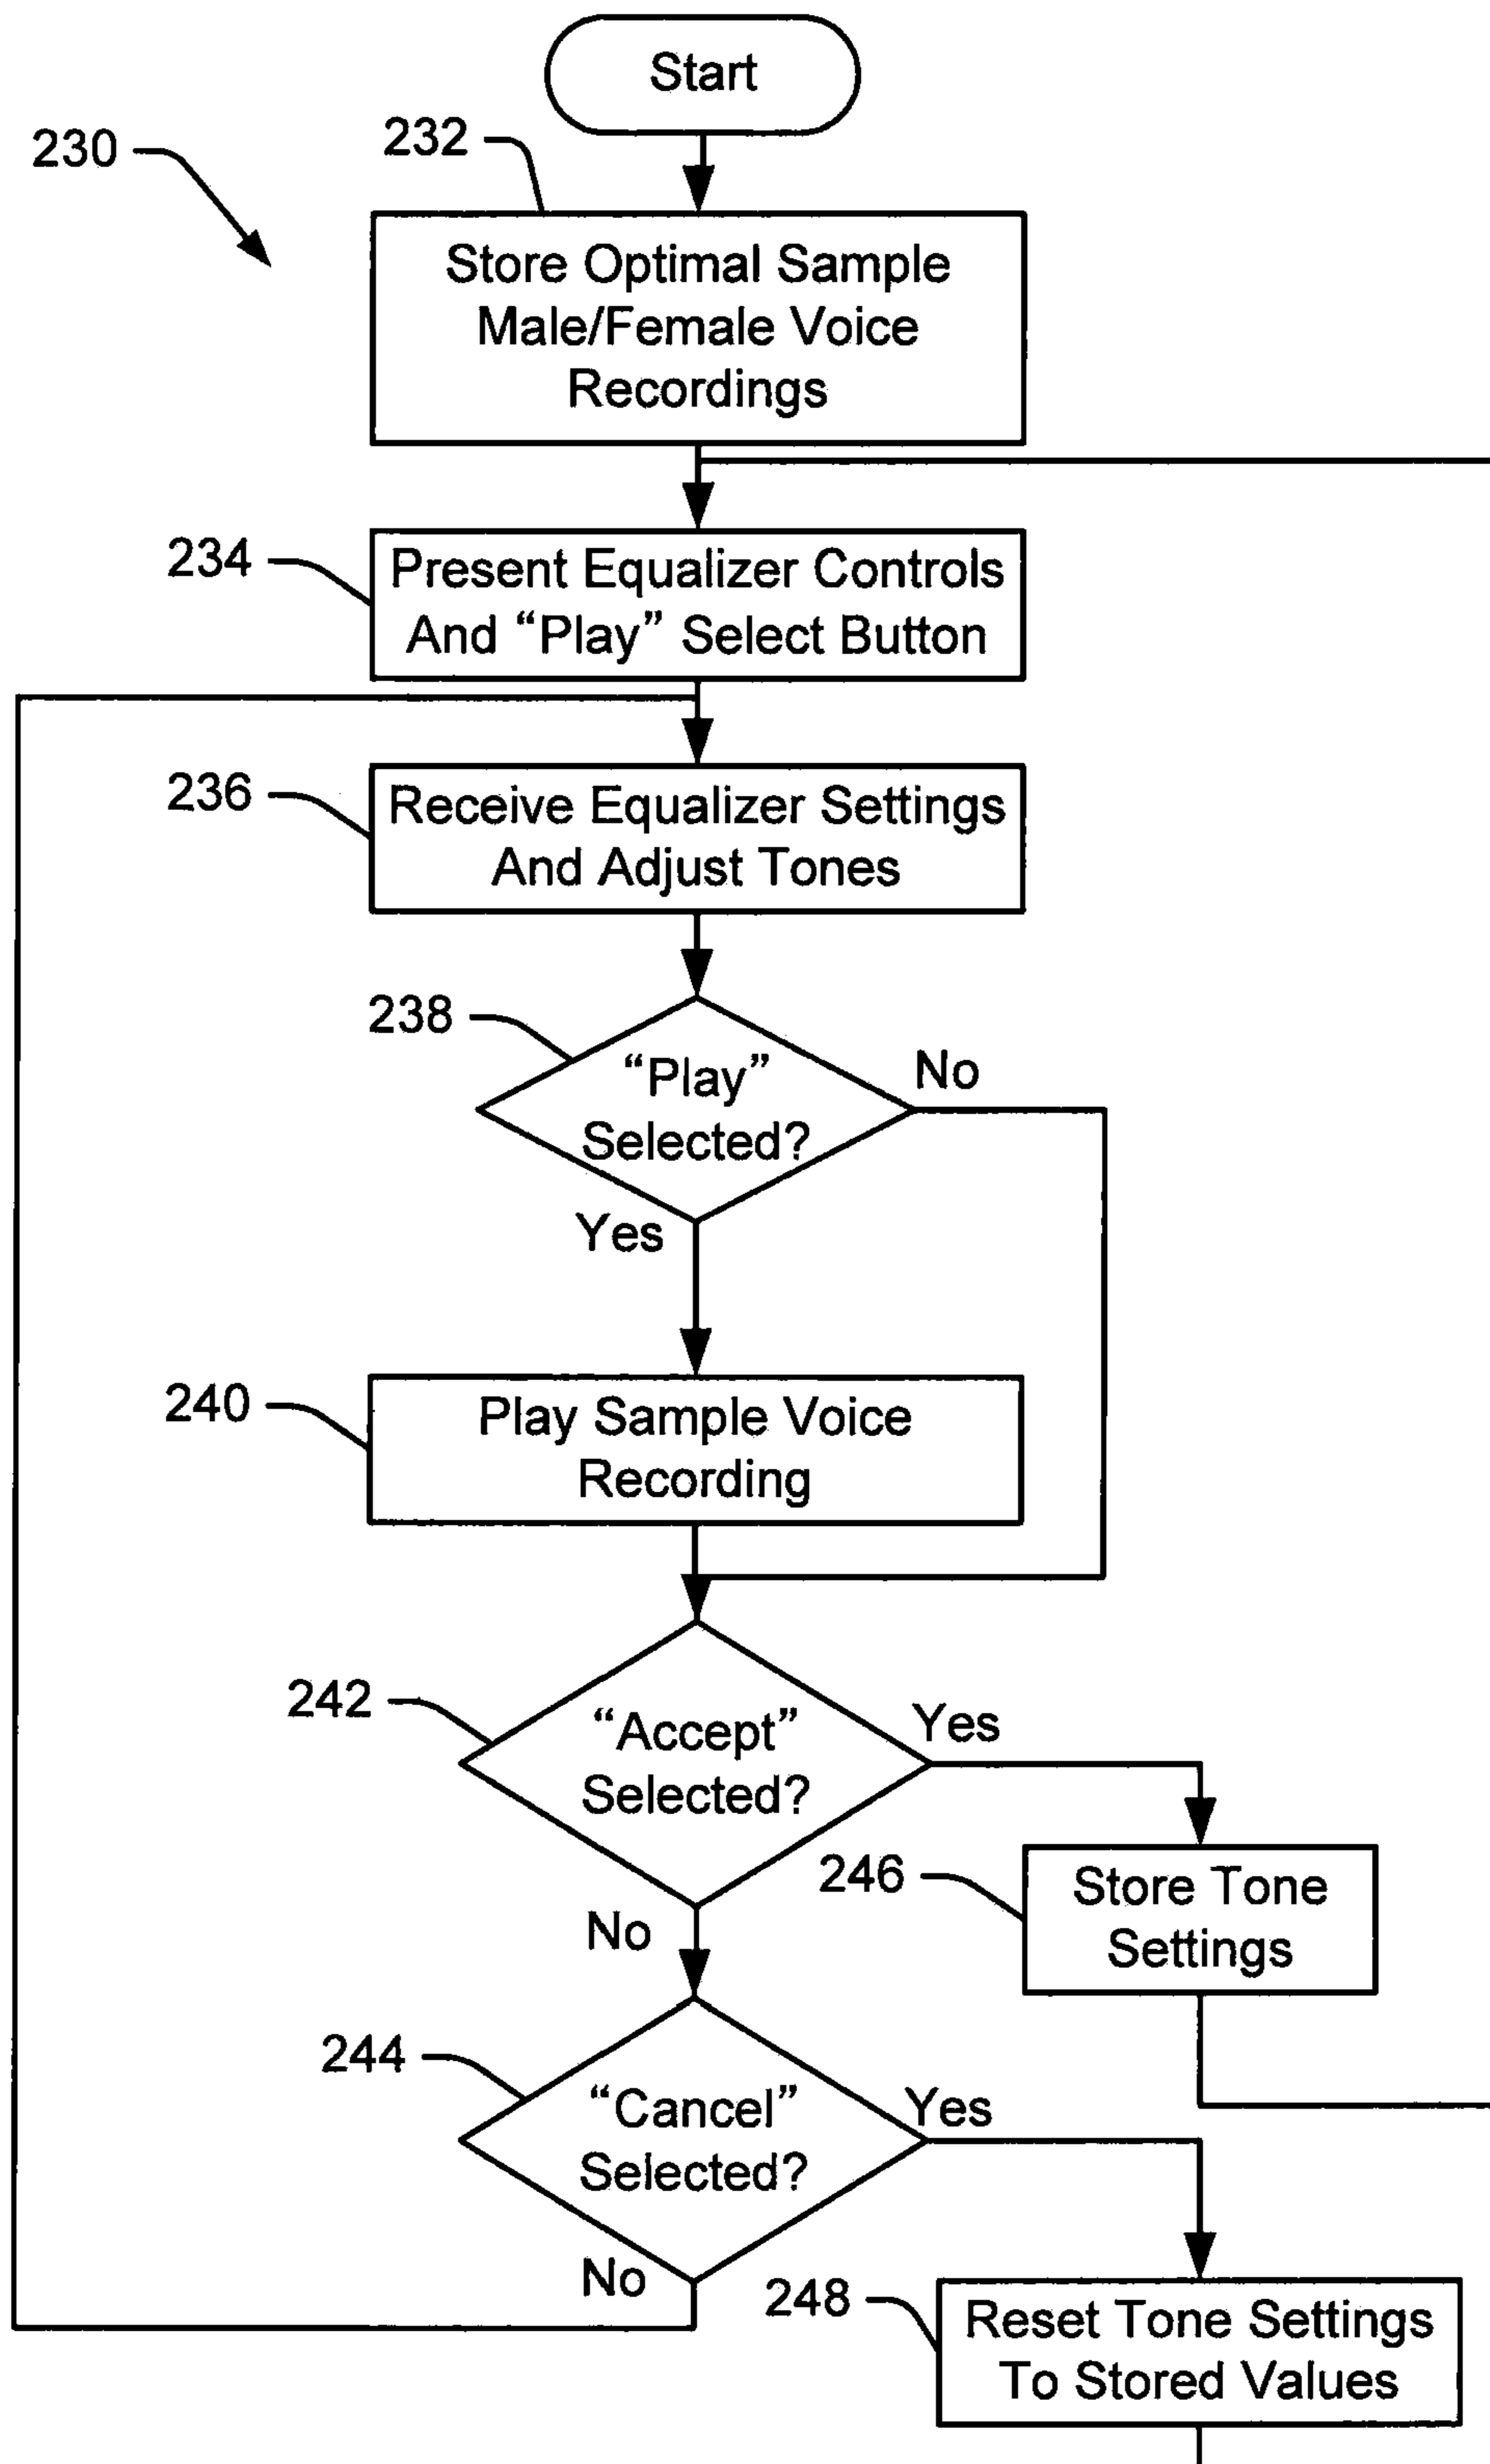 Start
230
232
Store Optimal Sample
Male/Female Voice
Recordings
234
Present Equalizer Controls
And “Play” Select Button
236
Receive Equalizer Settings
And Adjust Tones
238
“Play”
Selected?
No
Yes
240
Play Sample Voice
Recording
242
“Accept”
Selected?
Yes
246
Store Tone
Settings
No
244
“Cancel”
Selected?
Yes
No
248
Reset Tone Settings
To Stored Values